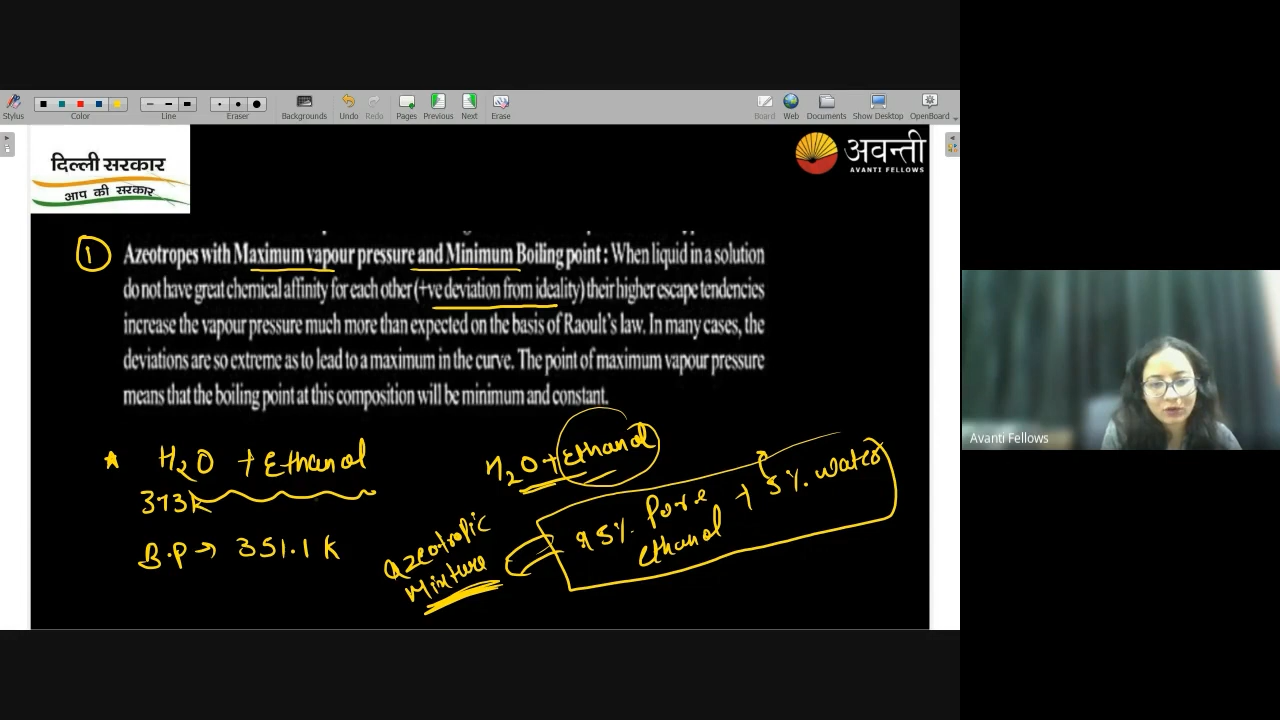 Stylus
Color
Line
Eraser
Backgrounds
Undo
Redo
Pages
Previous
Next
Erase
Board
Web
Documents
Show Desktop
OpenBoard
दिल्ली सरकार
आप की सरकार
अवन्ती
AVANTI FELLOWS
1
Azeotropes with Maximum vapour pressure and Minimum Boiling point : When liquid in a solution
do not have great chemical affinity for each other (+ve deviation from ideality) their higher escape tendencies
increase the vapour pressure much more than expected on the basis of Raoult's law. In many cases, the
deviations are so extreme as to lead to a maximum in the curve. The point of maximum vapour pressure
means that the boiling point at this composition will be minimum and constant.
* H2O + Ethanol
373K
B.P → 351.1 K
H2O + Ethanol
95% Pure ethanol + 5% water
azeotropic
Mixture
Avanti Fellows